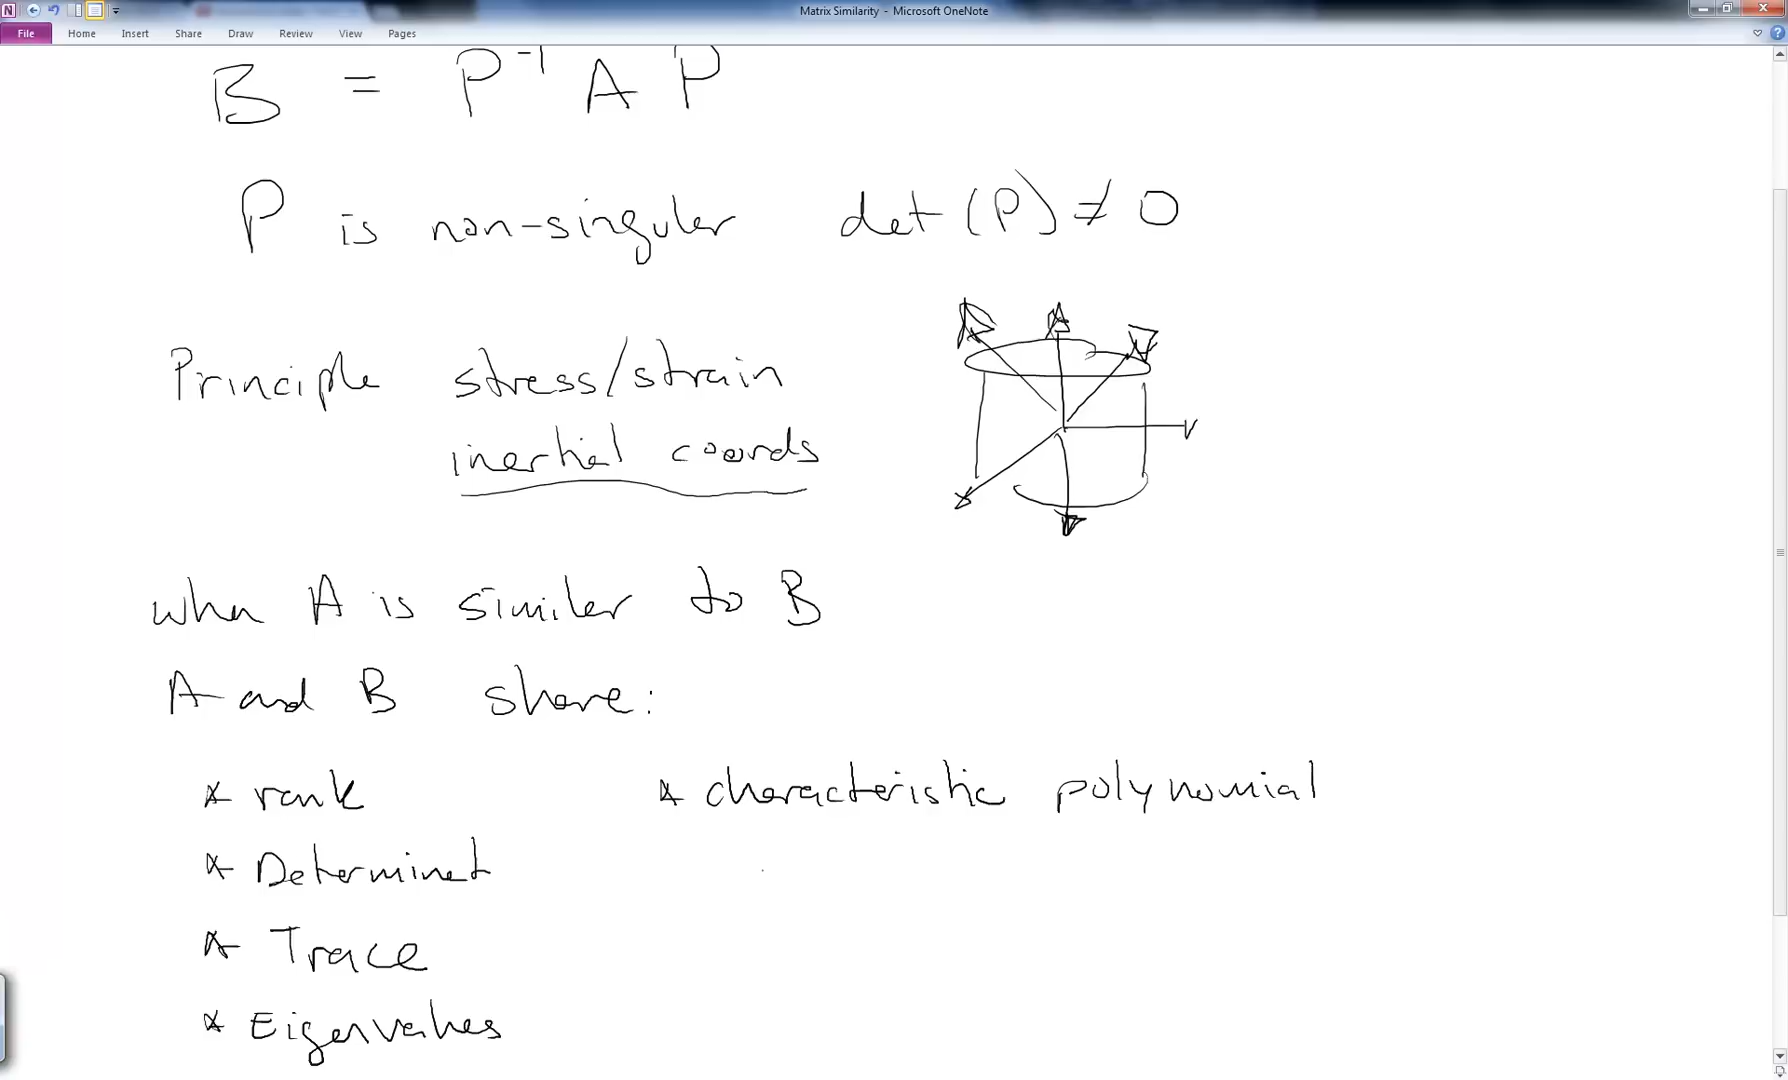 Matrix Similarity - Microsoft OneNote
File Home Insert Share Draw Review View Pages
B = P⁻¹ A P
P is non-singuler det (P) ≠ 0
Principle stress/strain
inertial coords
when A is similer to B
A and B share:
* rank * characteristic polynomial
* Determinet
* Trace
* Eigenvalues